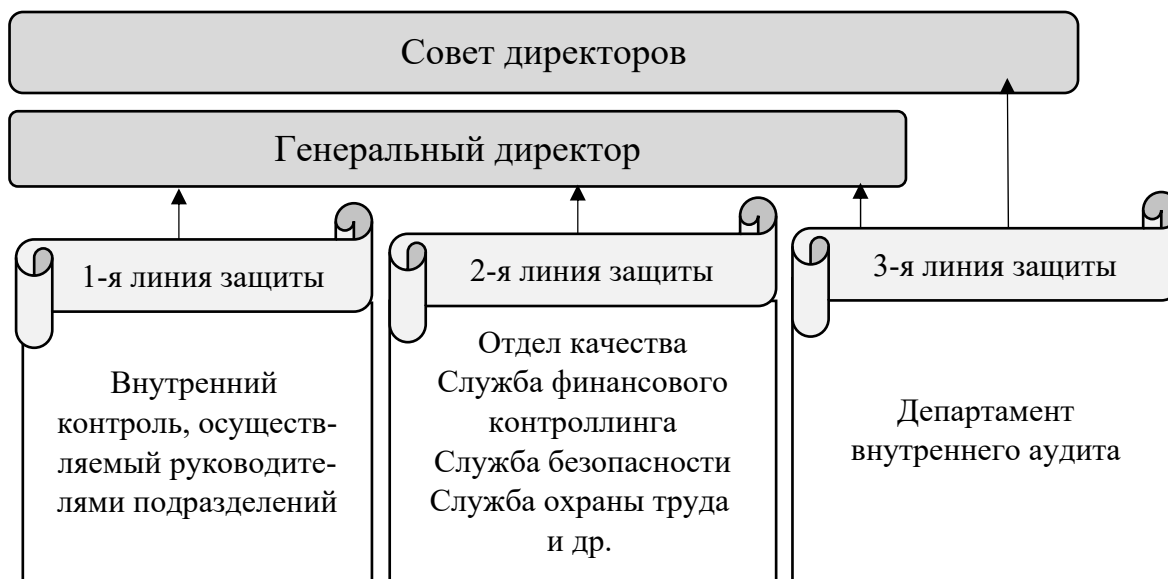 Совет директоров
Генеральный директор
1-я линия защиты
Внутренний
контроль, осуществ-
ляемый руководите-
лями подразделений
2-я линия защиты
Отдел качества
Служба финансового
контроллинга
Служба безопасности
Служба охраны труда
и др.
3-я линия защиты
Департамент
внутреннего аудита